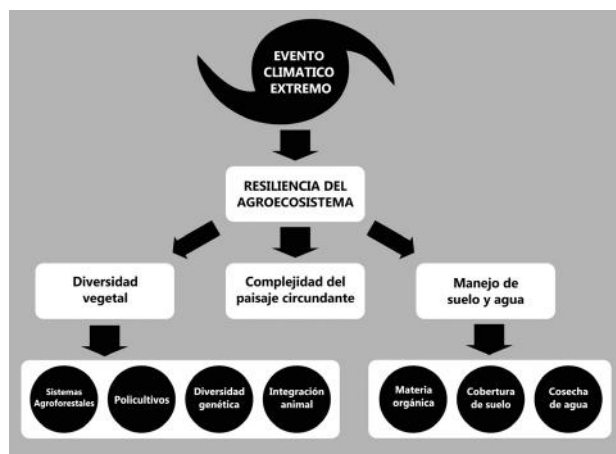 EVENTO
CLIMATICO
EXTREMO
RESILIENCIA DEL
AGROECOSISTEMA
Diversidad
vegetal
Complejidad del
paisaje circundante
Manejo de
suelo y agua
Sistemas
Agroforestales
Policultivos
Diversidad
genética
Integración
animal
Materia
orgánica
Cobertura
de suelo
Cosecha
de agua